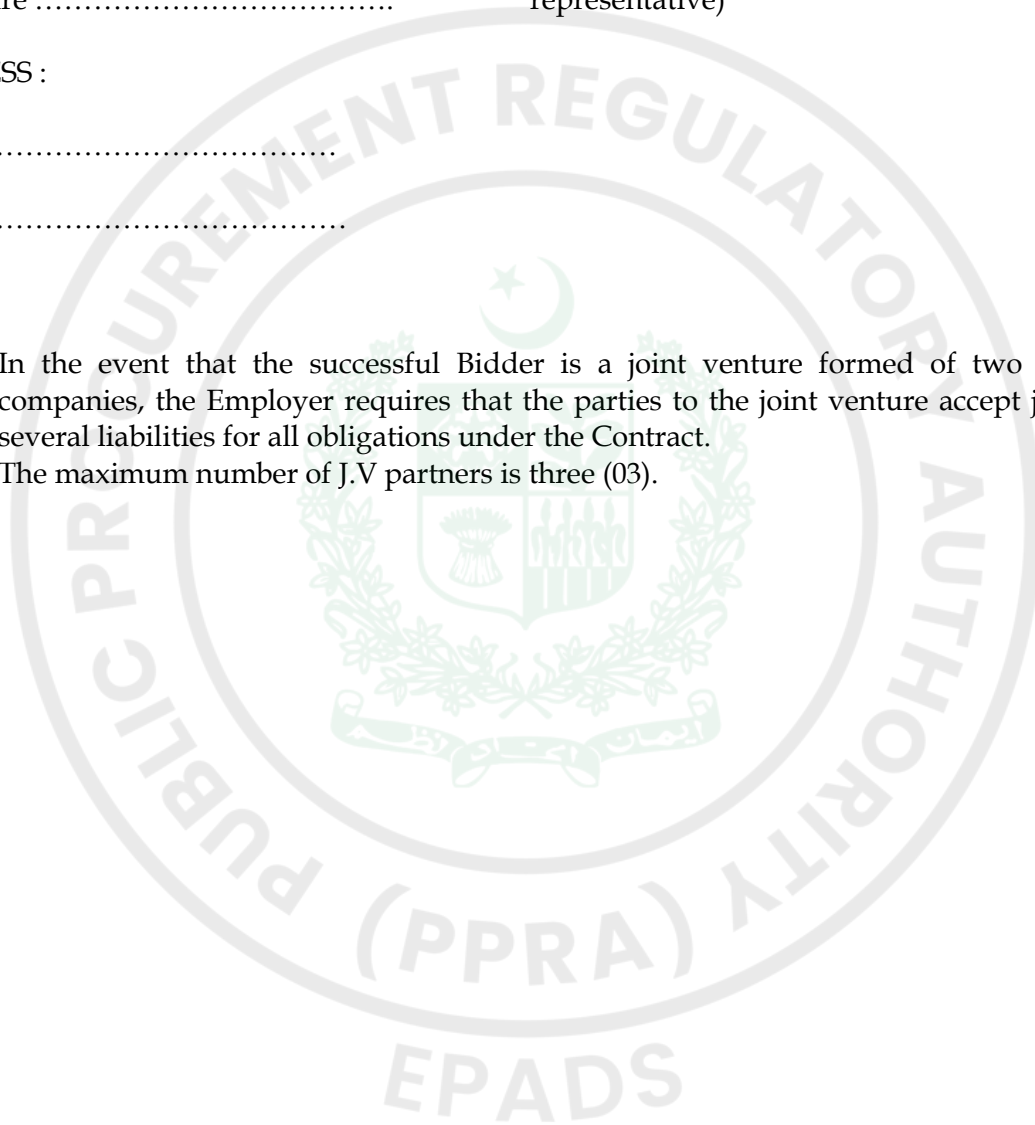 re ………………………………. representative)
ESS :
………………………………
………………………………
In the event that the successful Bidder is a joint venture formed of two
companies, the Employer requires that the parties to the joint venture accept j
several liabilities for all obligations under the Contract.
The maximum number of J.V partners is three (03).
PUBLIC PROCUREMENT REGULATORY AUTHORITY
(PPRA)
EPADS